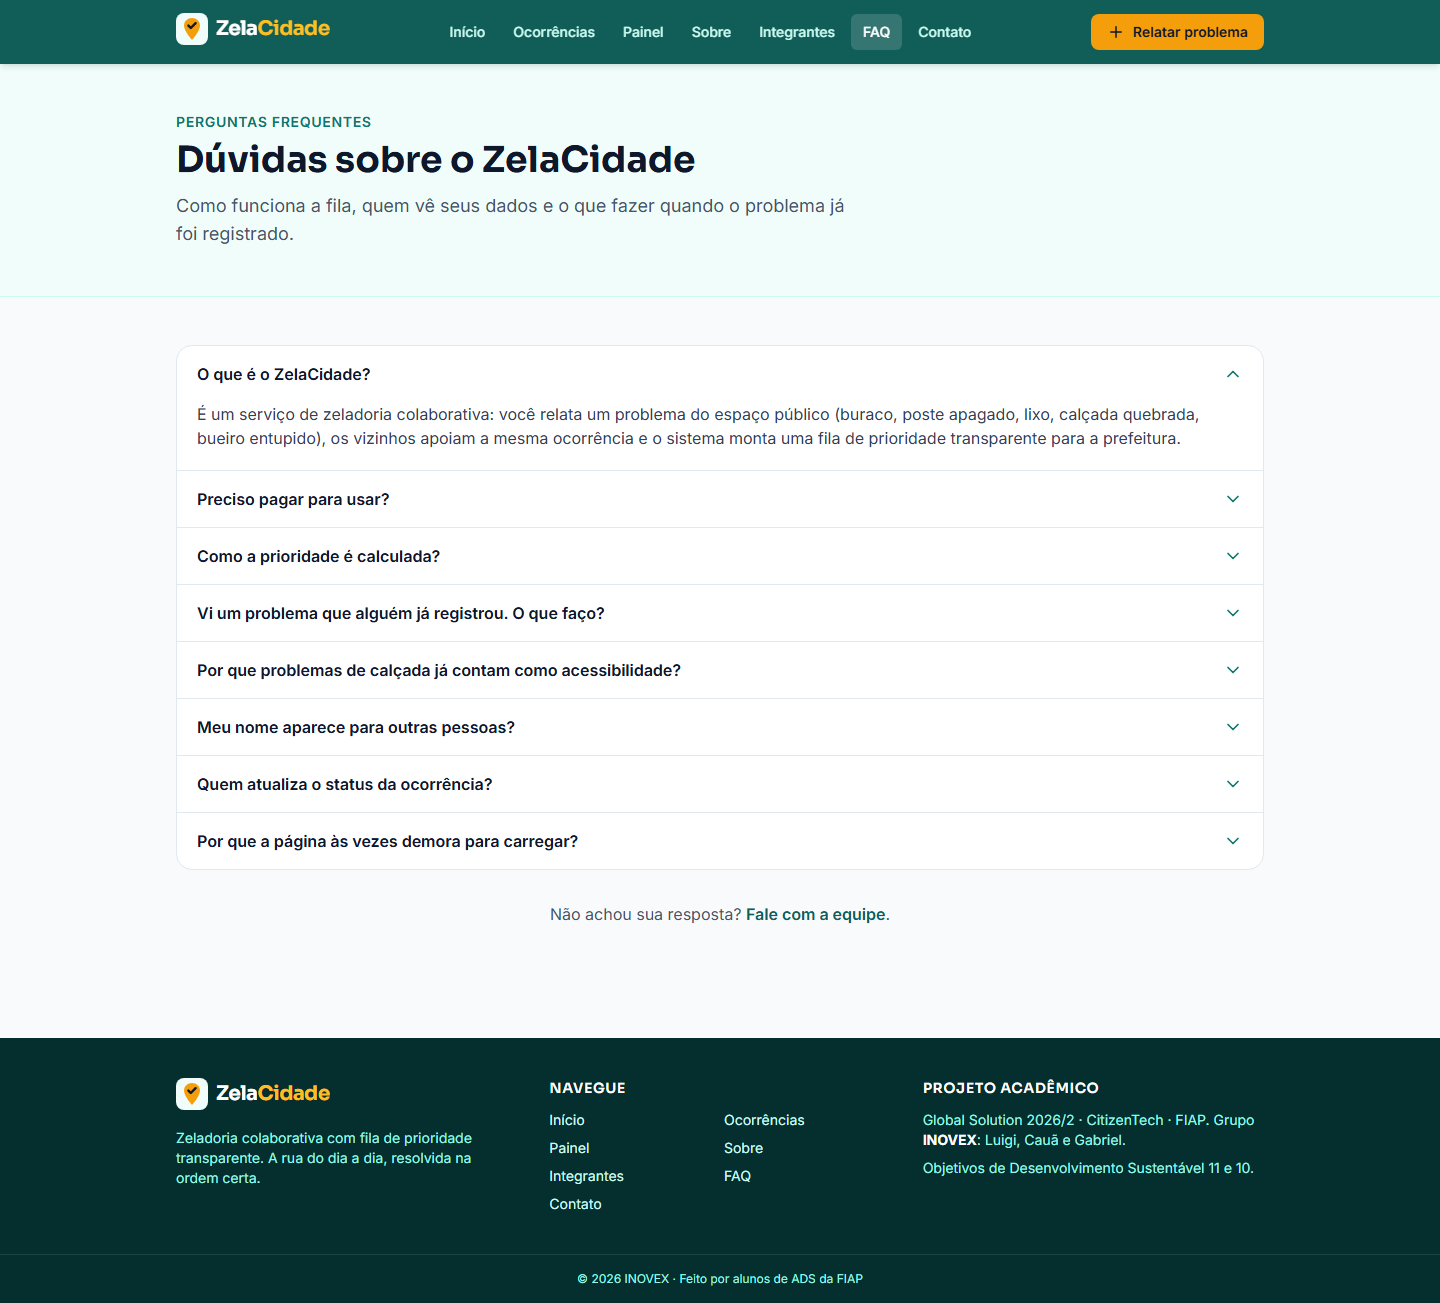 ZelaCidade
Início
Ocorrências
Painel
Sobre
Integrantes
FAQ
Contato
Relatar problema
PERGUNTAS FREQUENTES
Dúvidas sobre o ZelaCidade
Como funciona a fila, quem vê seus dados e o que fazer quando o problema já
foi registrado.
O que é o ZelaCidade?
É um serviço de zeladoria colaborativa: você relata um problema do espaço público (buraco, poste apagado, lixo, calçada quebrada,
bueiro entupido), os vizinhos apoiam a mesma ocorrência e o sistema monta uma fila de prioridade transparente para a prefeitura.
Preciso pagar para usar?
Como a prioridade é calculada?
Vi um problema que alguém já registrou. O que faço?
Por que problemas de calçada já contam como acessibilidade?
Meu nome aparece para outras pessoas?
Quem atualiza o status da ocorrência?
Por que a página às vezes demora para carregar?
Não achou sua resposta? Fale com a equipe.
ZelaCidade
Zeladoria colaborativa com fila de prioridade
transparente. A rua do dia a dia, resolvida na
ordem certa.
NAVEGUE
Início
Ocorrências
Painel
Sobre
Integrantes
FAQ
Contato
PROJETO ACADÊMICO
Global Solution 2026/2 · CitizenTech · FIAP. Grupo
INOVEX: Luigi, Cauã e Gabriel.
Objetivos de Desenvolvimento Sustentável 11 e 10.
© 2026 INOVEX · Feito por alunos de ADS da FIAP